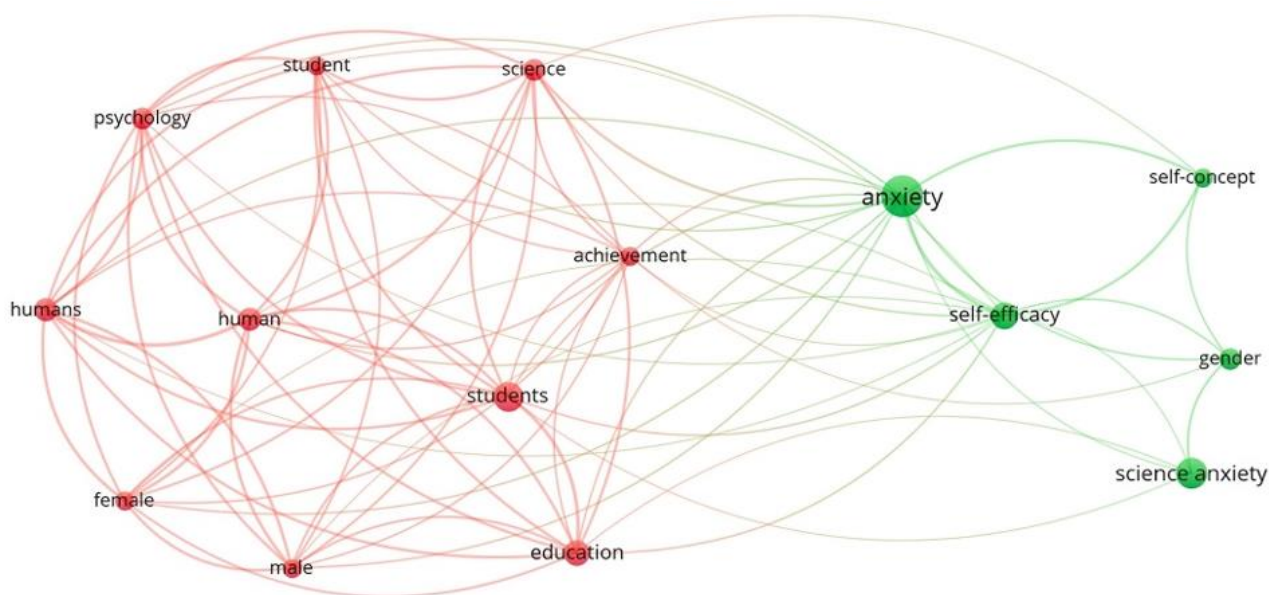 student
science
psychology
self-concept
anxiety
achievement
humans
human
self-efficacy
gender
students
science anxiety
female
education
male